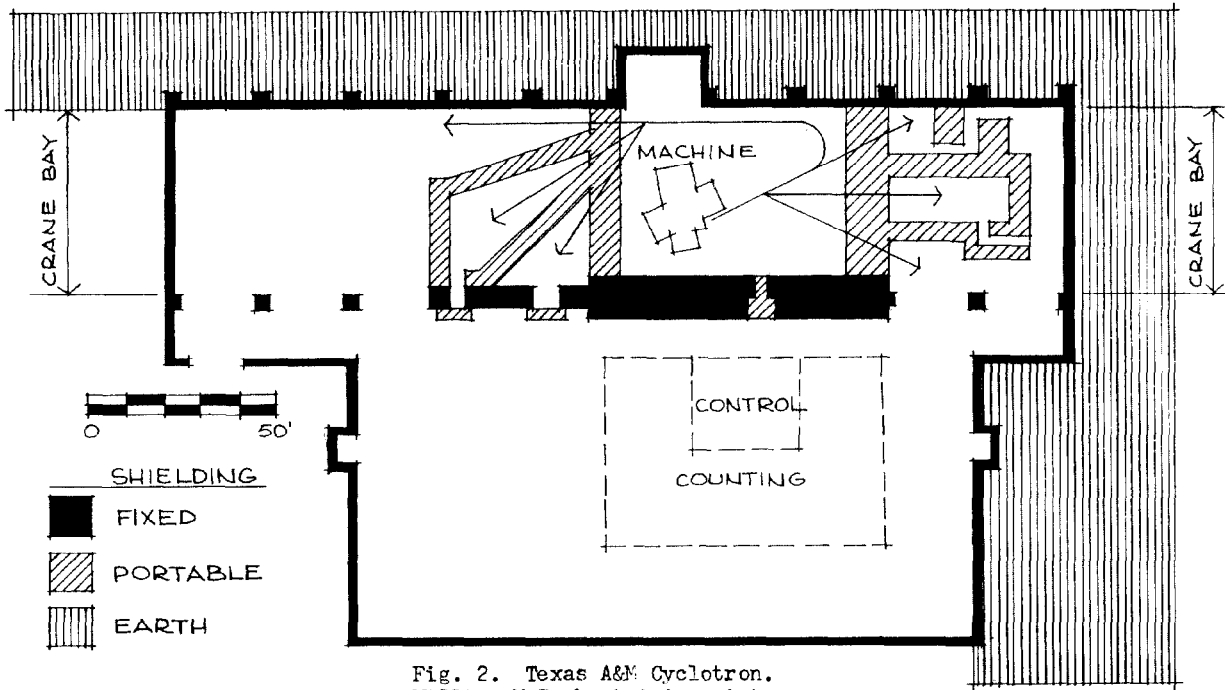 CRANE BAY
MACHINE
CRANE BAY
CONTROL
COUNTING
0 50'
SHIELDING
FIXED
PORTABLE
EARTH
Fig. 2. Texas A&M Cyclotron.